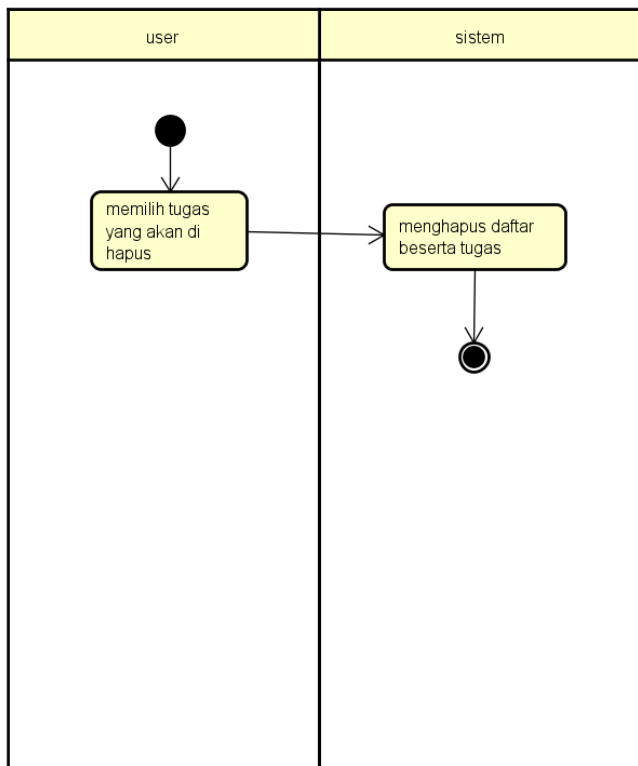 user
sistem
memilih tugas
yang akan di
hapus
menghapus daftar
beserta tugas